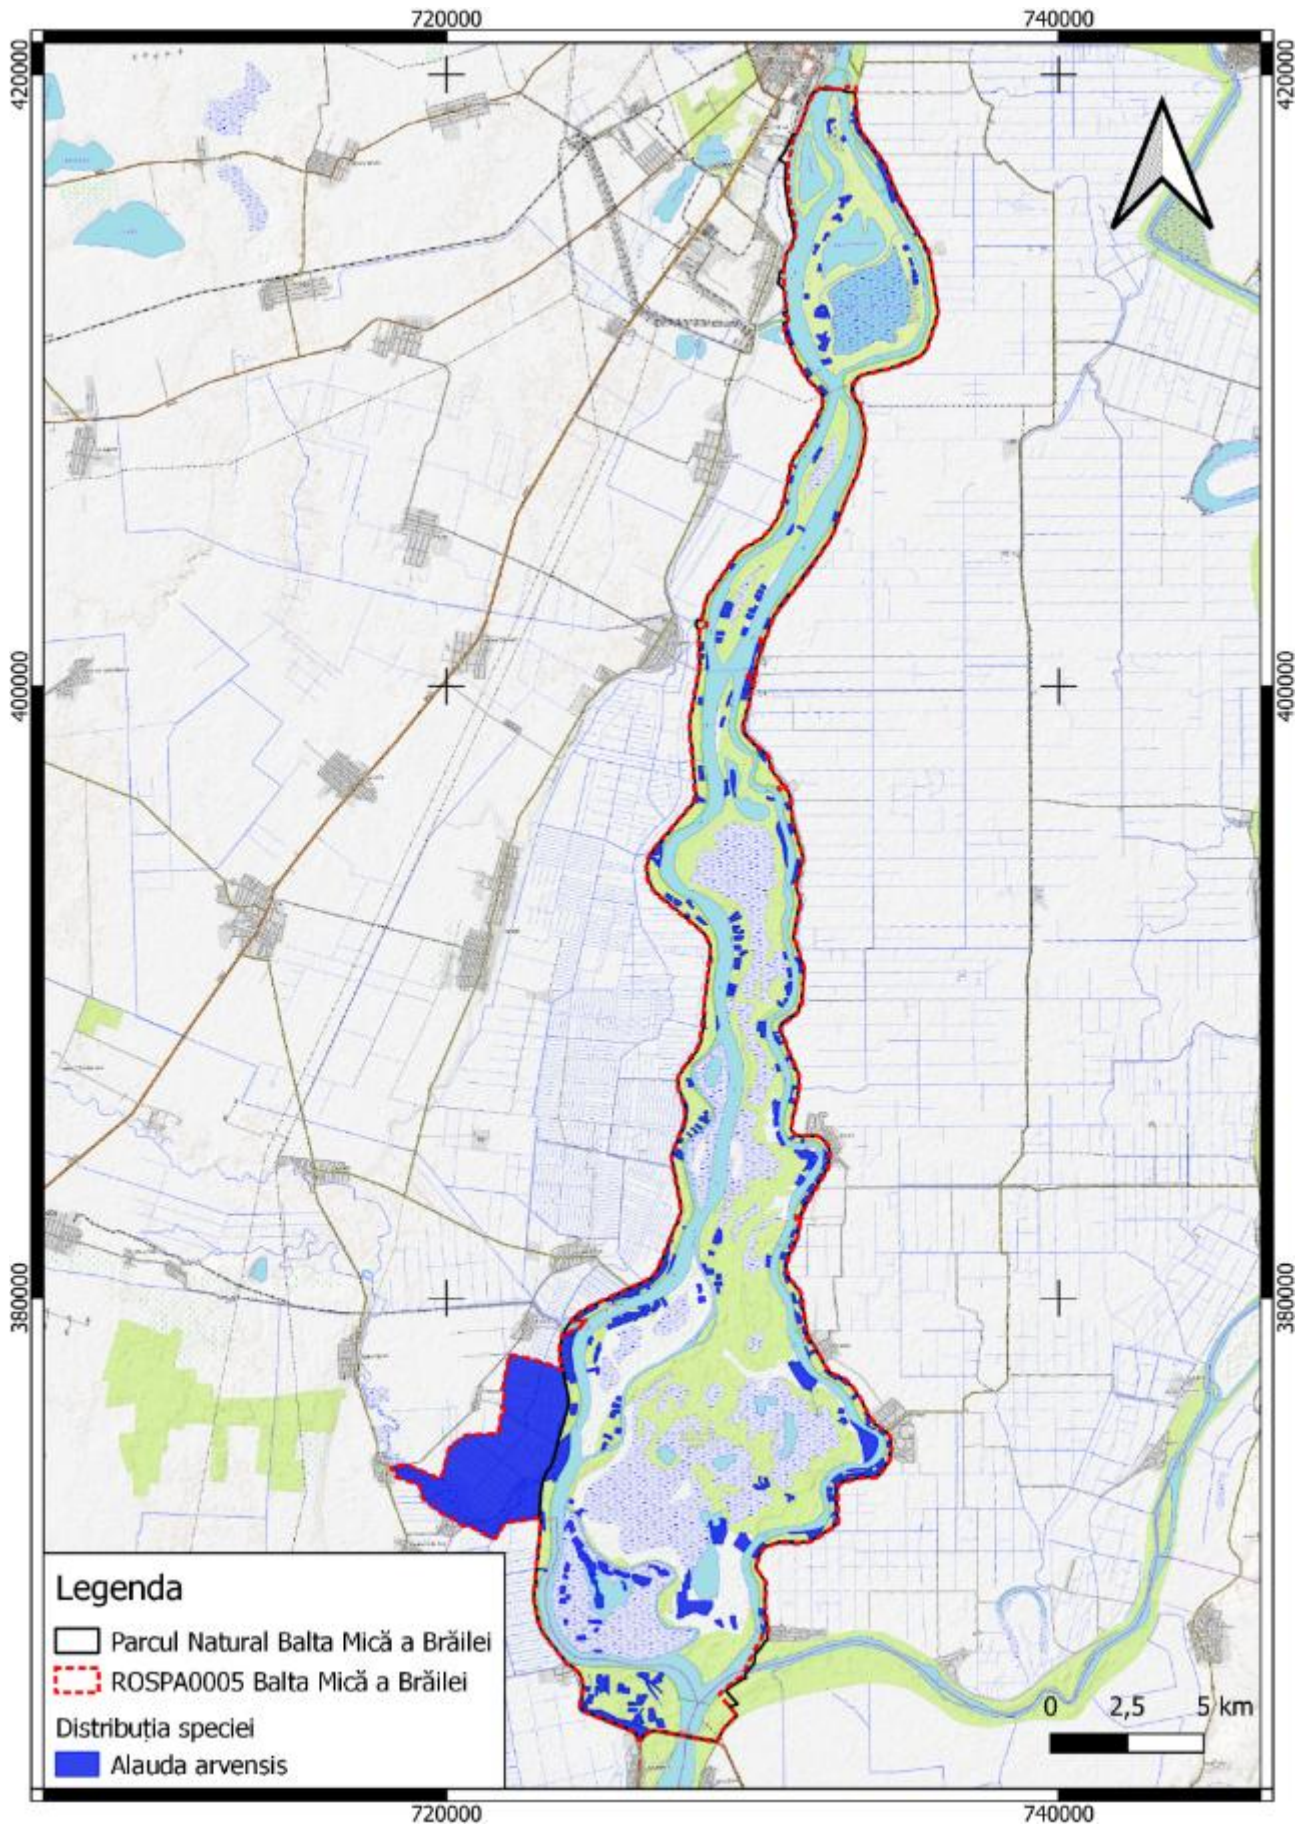 720000 740000
420000 420000
400000 400000
380000 380000
Legenda
Parcul Natural Balta Mică a Brăilei
ROSPA0005 Balta Mică a Brăilei
Distribuția speciei
Alauda arvensis
0 2,5 5 km
720000 740000